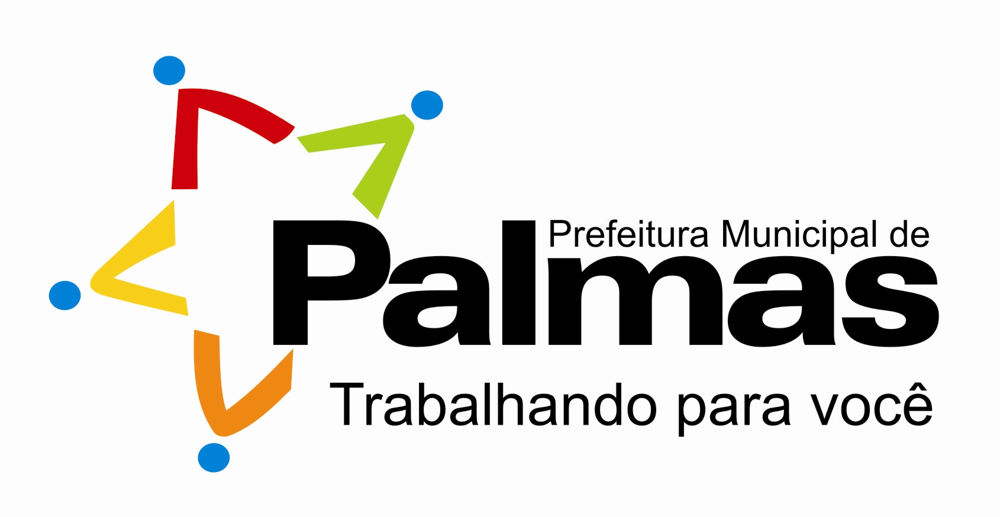 Prefeitura Municipal de
Palmas
Trabalhando para você